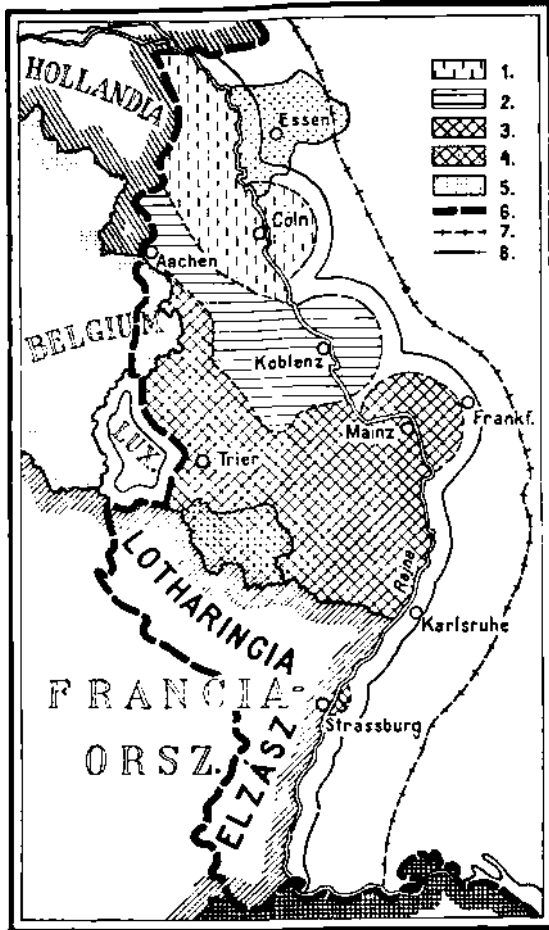 HOLLANDIA
1.
2.
3.
4.
5.
6.
7.
8.
Essen
Cöln
Aachen
BELGIUM
Koblenz
Frankf.
Mainz
LUX.
Trier
Rajna
LOTHARINGIA
Karlsruhe
FRANCIA-
ORSZ.
Strassburg
ELZÁSZ